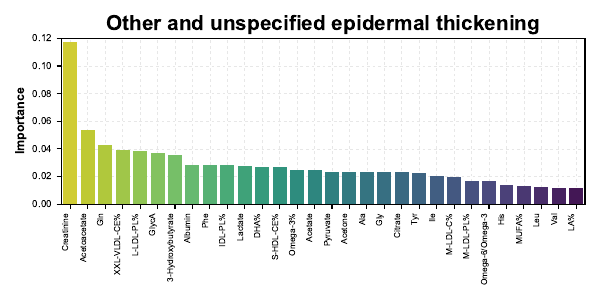 Other and unspecified epidermal thickening
0.12
0.10
0.08
0.06
0.04
0.02
0.00
Importance
Creatinine
Acetoacetate
Gln
XXL-VLDL-CE%
L-LDL-PL%
GlycA
3-Hydroxybutyrate
Albumin
Phe
IDL-PL%
Lactate
DHA%
S-HDL-CE%
Omega-3%
Acetate
Pyruvate
Acetone
Ala
Gly
Citrate
Tyr
Ile
M-LDL-C%
M-LDL-PL%
Omega-6/Omega-3
His
MUFA%
Leu
Val
LA%